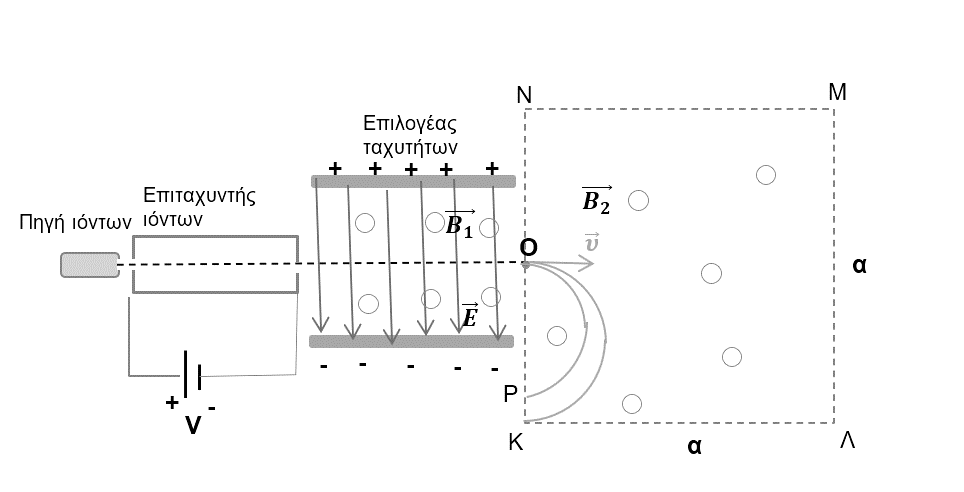 N
M
Επιλογέας
ταχυτήτων
+ + + + +
Επιταχυντής
ιόντων
Πηγή ιόντων
B₁
B₂
O
υ
α
E
- - - - -
P
+ -
V
K
α
Λ